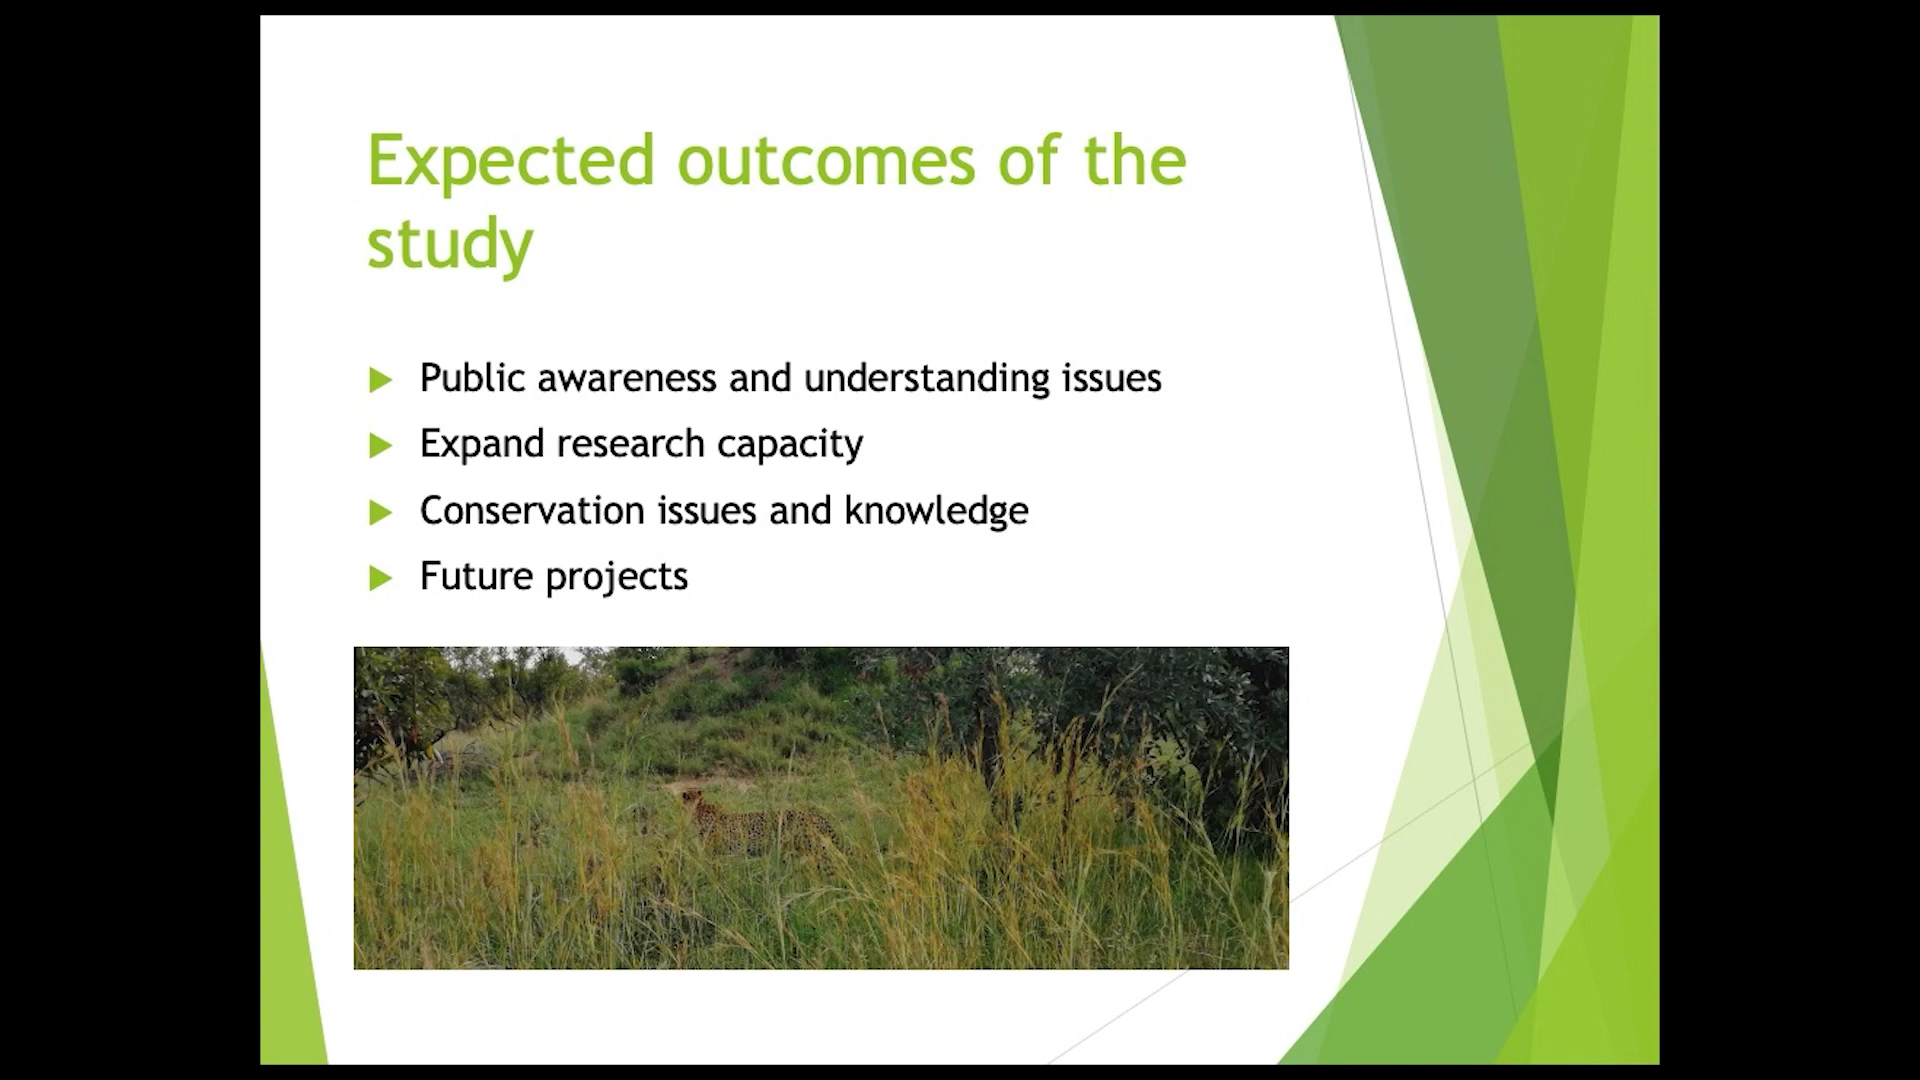 Expected outcomes of the
study
Public awareness and understanding issues
Expand research capacity
Conservation issues and knowledge
Future projects